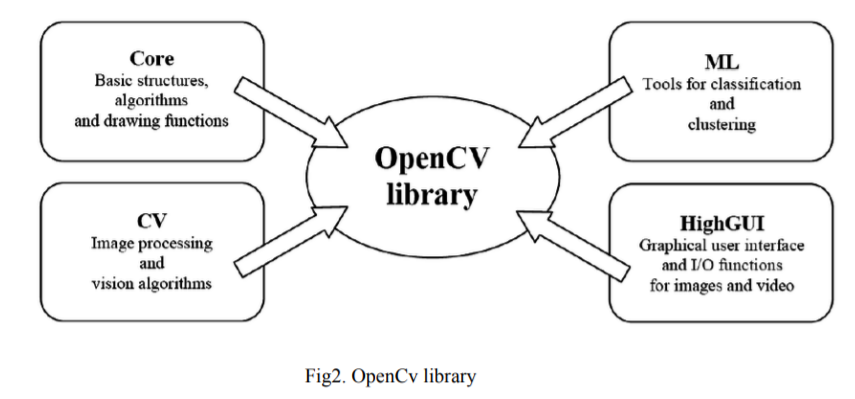 Core
Basic structures,
algorithms
and drawing functions
ML
Tools for classification
and
clustering
OpenCV
library
CV
Image processing
and
vision algorithms
HighGUI
Graphical user interface
and I/O functions
for images and video
Fig2. OpenCv library